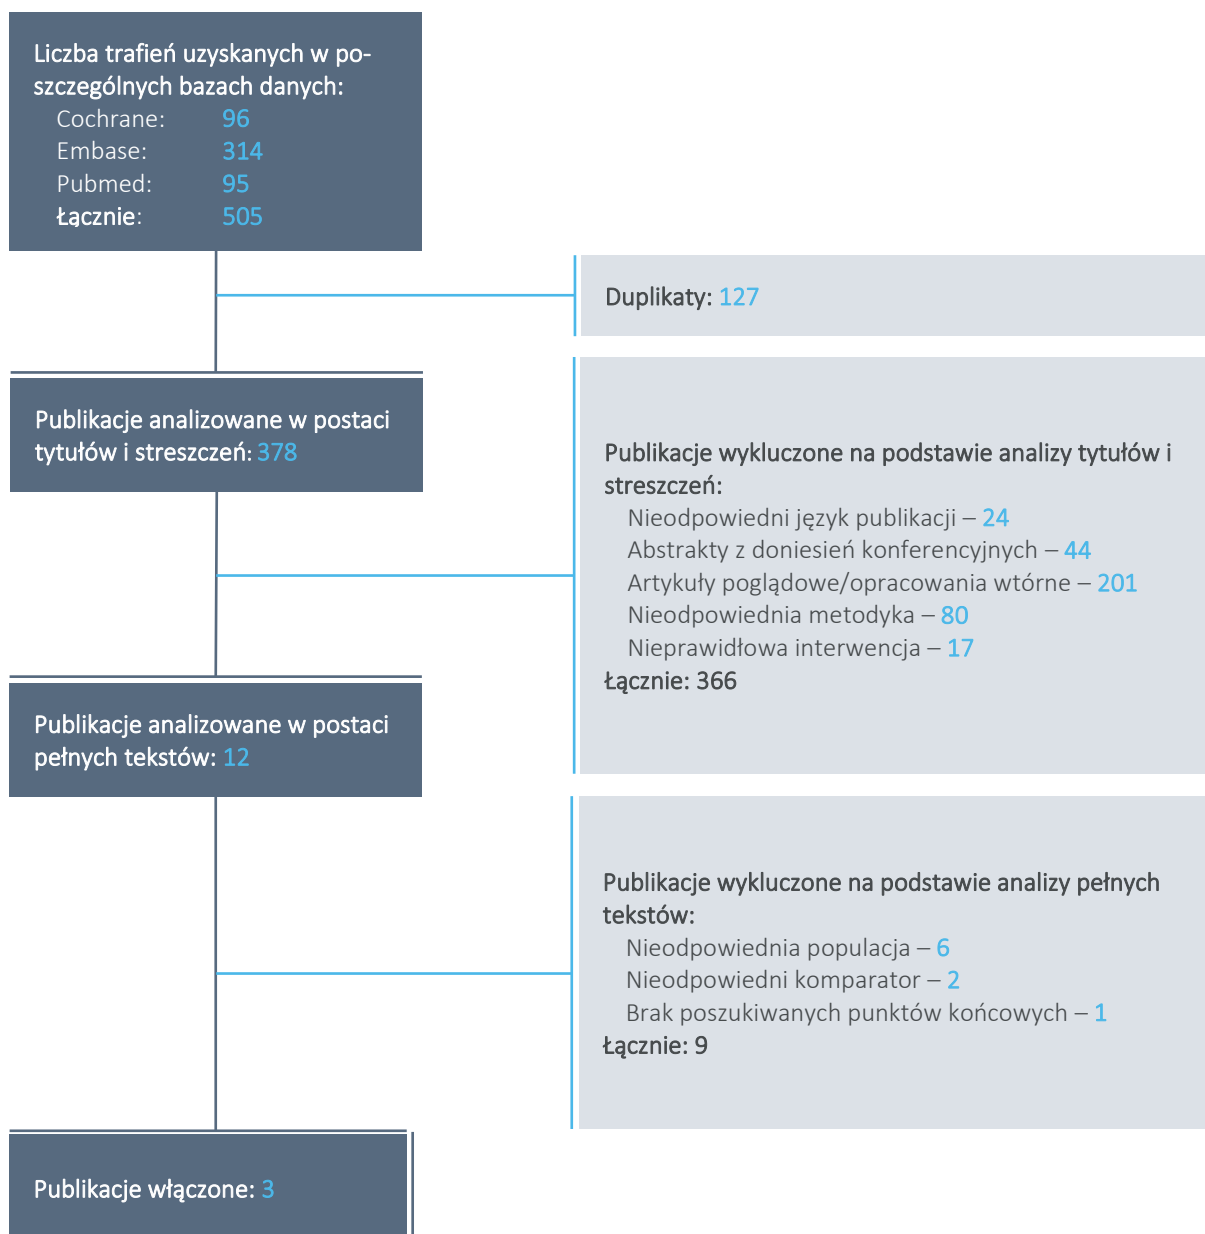 Liczba trafień uzyskanych w po-
szczególnych bazach danych:
Cochrane: 96
Embase: 314
Pubmed: 95
Łącznie: 505
Duplikaty: 127
Publikacje analizowane w postaci
tytułów i streszczeń: 378
Publikacje wykluczone na podstawie analizy tytułów i
streszczeń:
Nieodpowiedni język publikacji – 24
Abstrakty z doniesień konferencyjnych – 44
Artykuły poglądowe/opracowania wtórne – 201
Nieodpowiednia metodyka – 80
Nieprawidłowa interwencja – 17
Łącznie: 366
Publikacje analizowane w postaci
pełnych tekstów: 12
Publikacje wykluczone na podstawie analizy pełnych
tekstów:
Nieodpowiednia populacja – 6
Nieodpowiedni komparator – 2
Brak poszukiwanych punktów końcowych – 1
Łącznie: 9
Publikacje włączone: 3